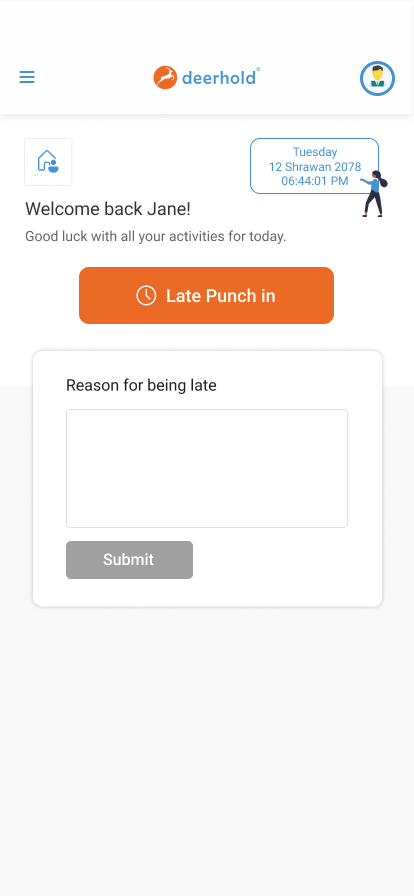 deerhold®
Tuesday
12 Shrawan 2078
06:44:01 PM
Welcome back Jane!
Good luck with all your activities for today.
Late Punch in
Reason for being late
Submit